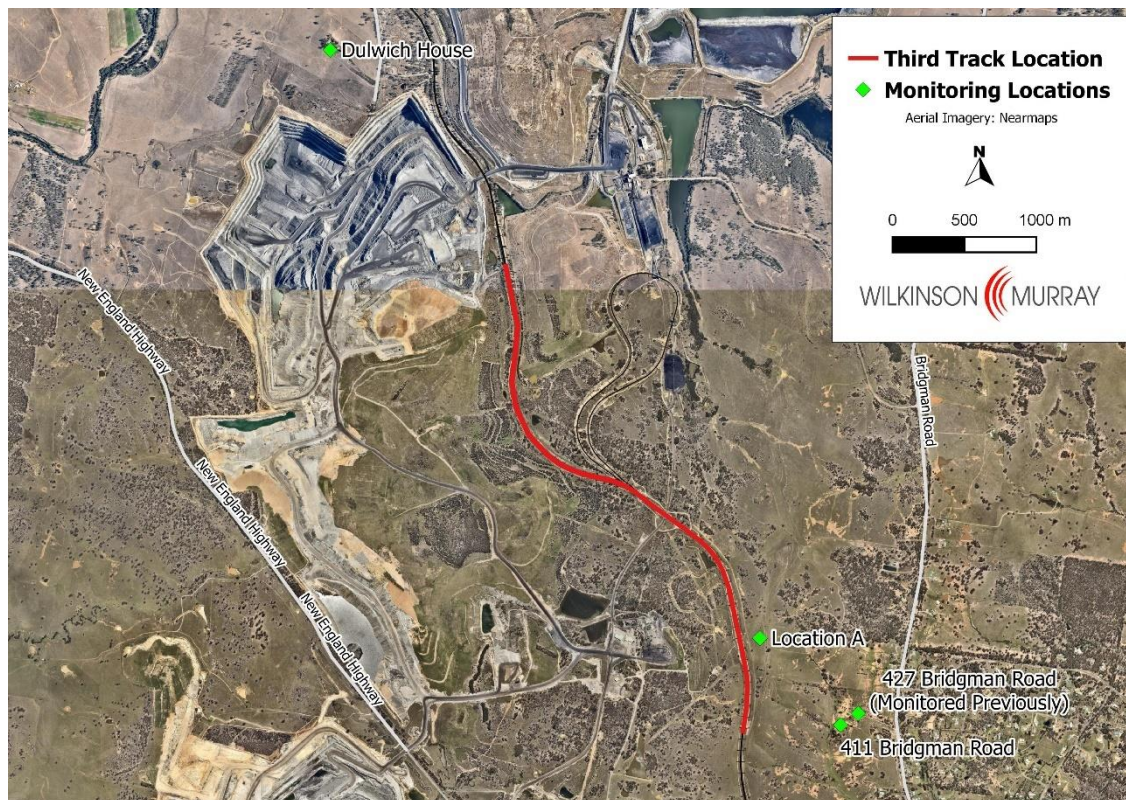 Dulwich House
Third Track Location
Monitoring Locations
Aerial Imagery: Nearmaps
N
0 500 1000 m
WILKINSON MURRAY
New England Highway
Bridgman Road
New England Highway
New England Highway
Location A
427 Bridgman Road
(Monitored Previously)
411 Bridgman Road